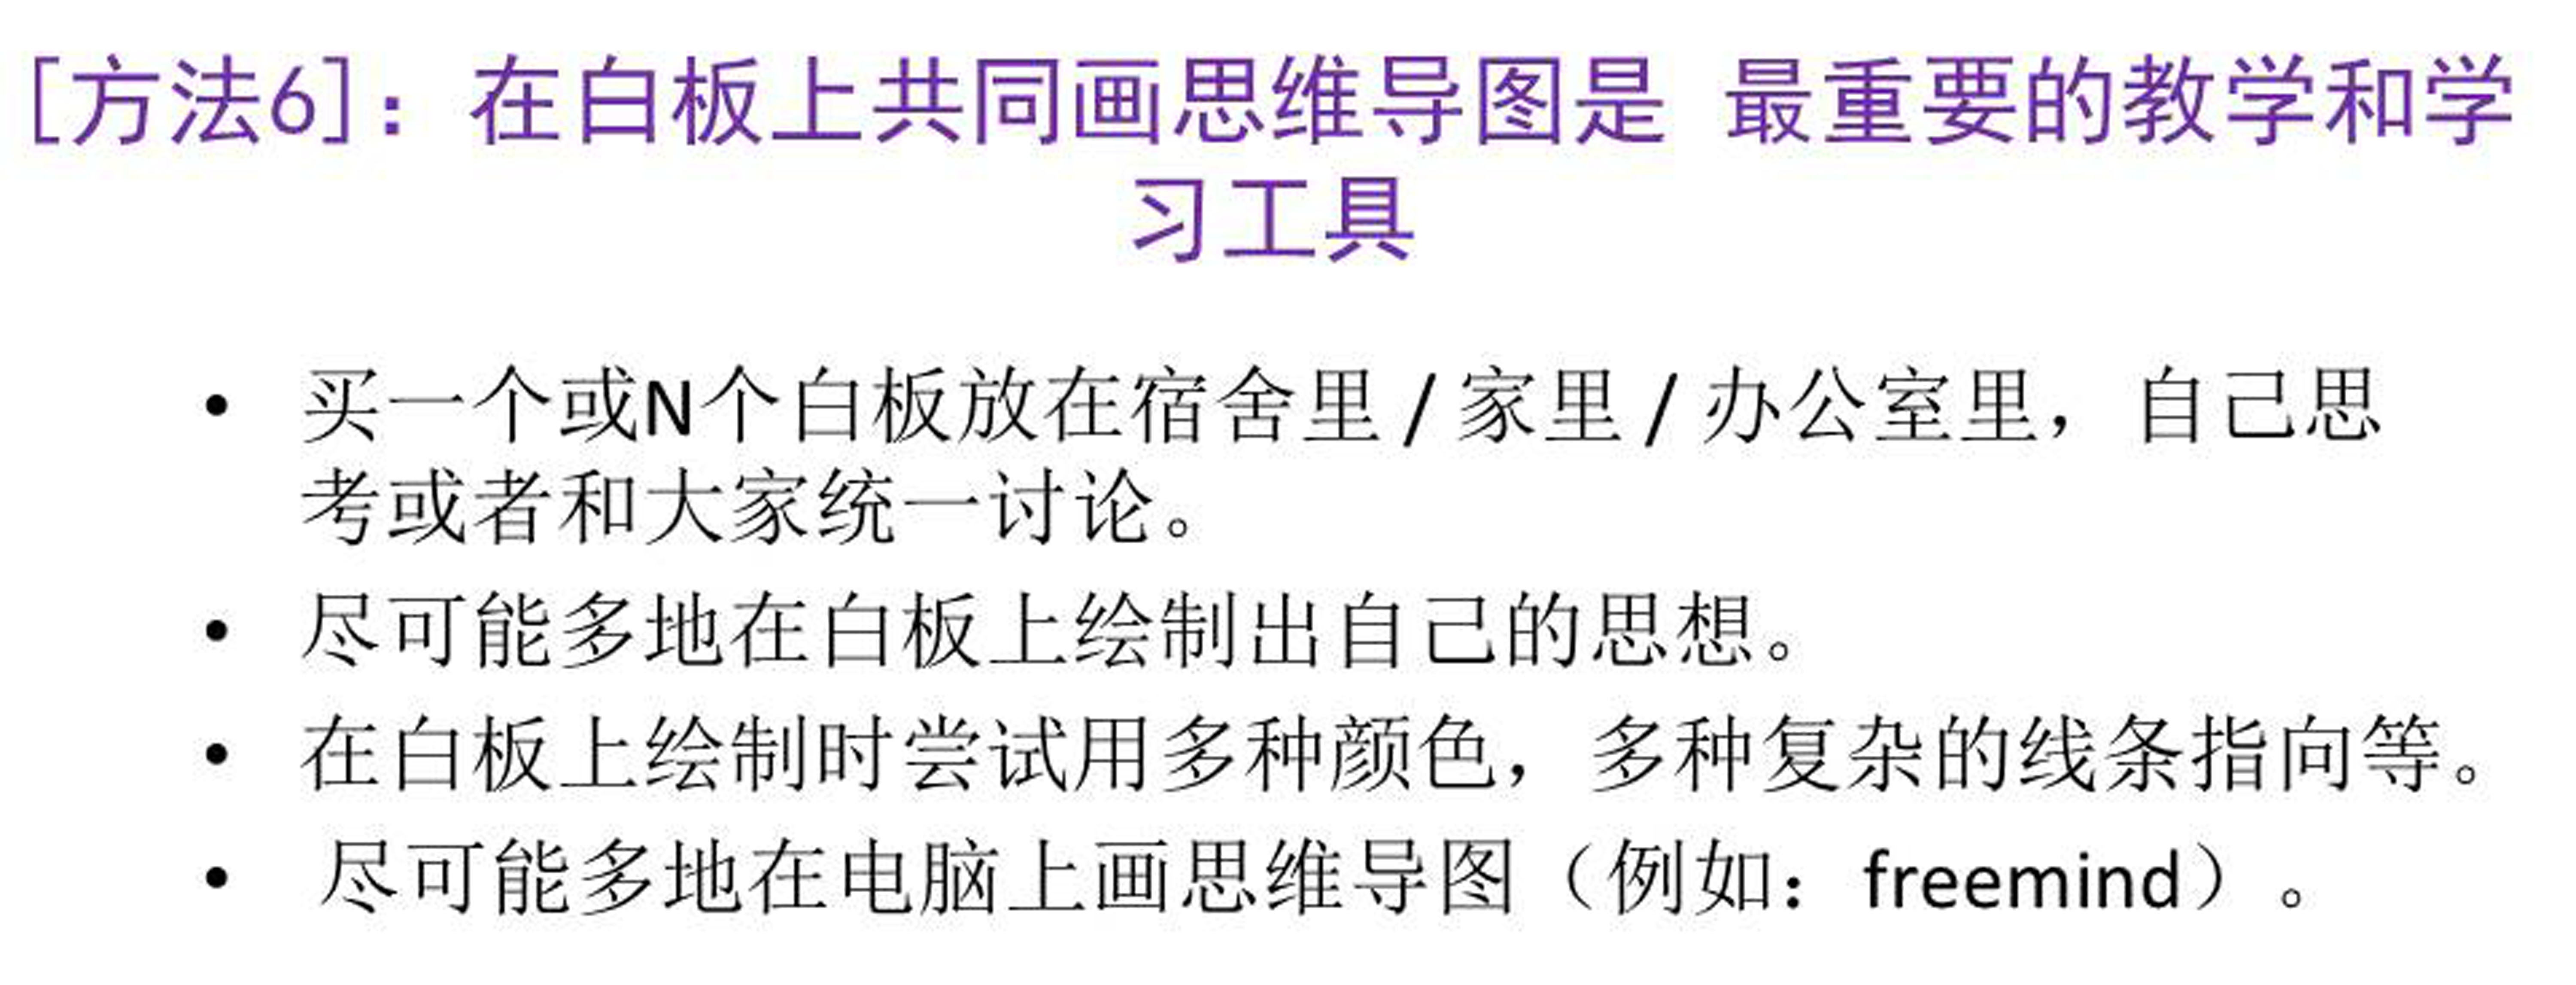 [方法6]：在白板上共同画思维导图是 最重要的教学和学
习工具
• 买一个或N个白板放在宿舍里/家里/办公室里，自己思
考或者和大家统一讨论。
• 尽可能多地在白板上绘制出自己的思想。
• 在白板上绘制时尝试用多种颜色，多种复杂的线条指向等。
• 尽可能多地在电脑上画思维导图（例如：freemind）。